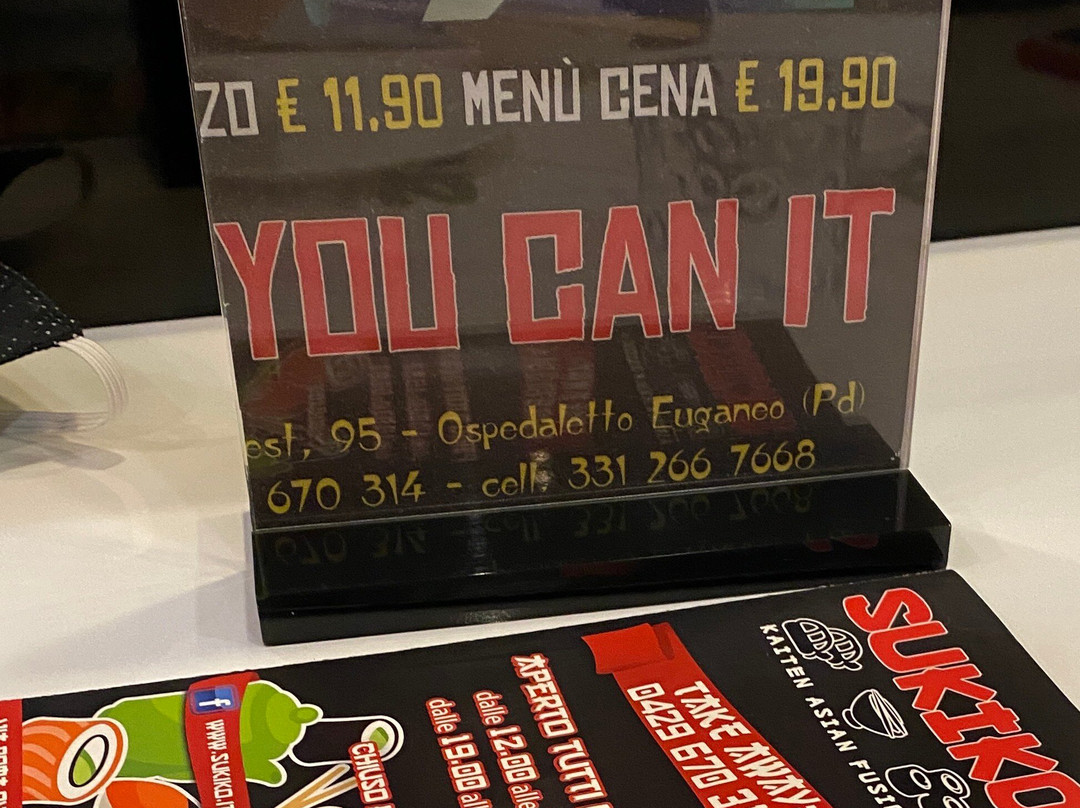 ZO € 11.90 MENÙ CENA € 19.90
YOU CAN IT
est, 95 - Ospedaletto Euganeo (Pd)
670 314 - cell. 331 266 7668
SUKIKO
KAITEN ASIAN FUSI
TAKE AWAY
0429 670 3
APERTO TUTTI
dalle 12.00 alle
dalle 19.00 al
CHIUSO
f WWW.SUKIKO.